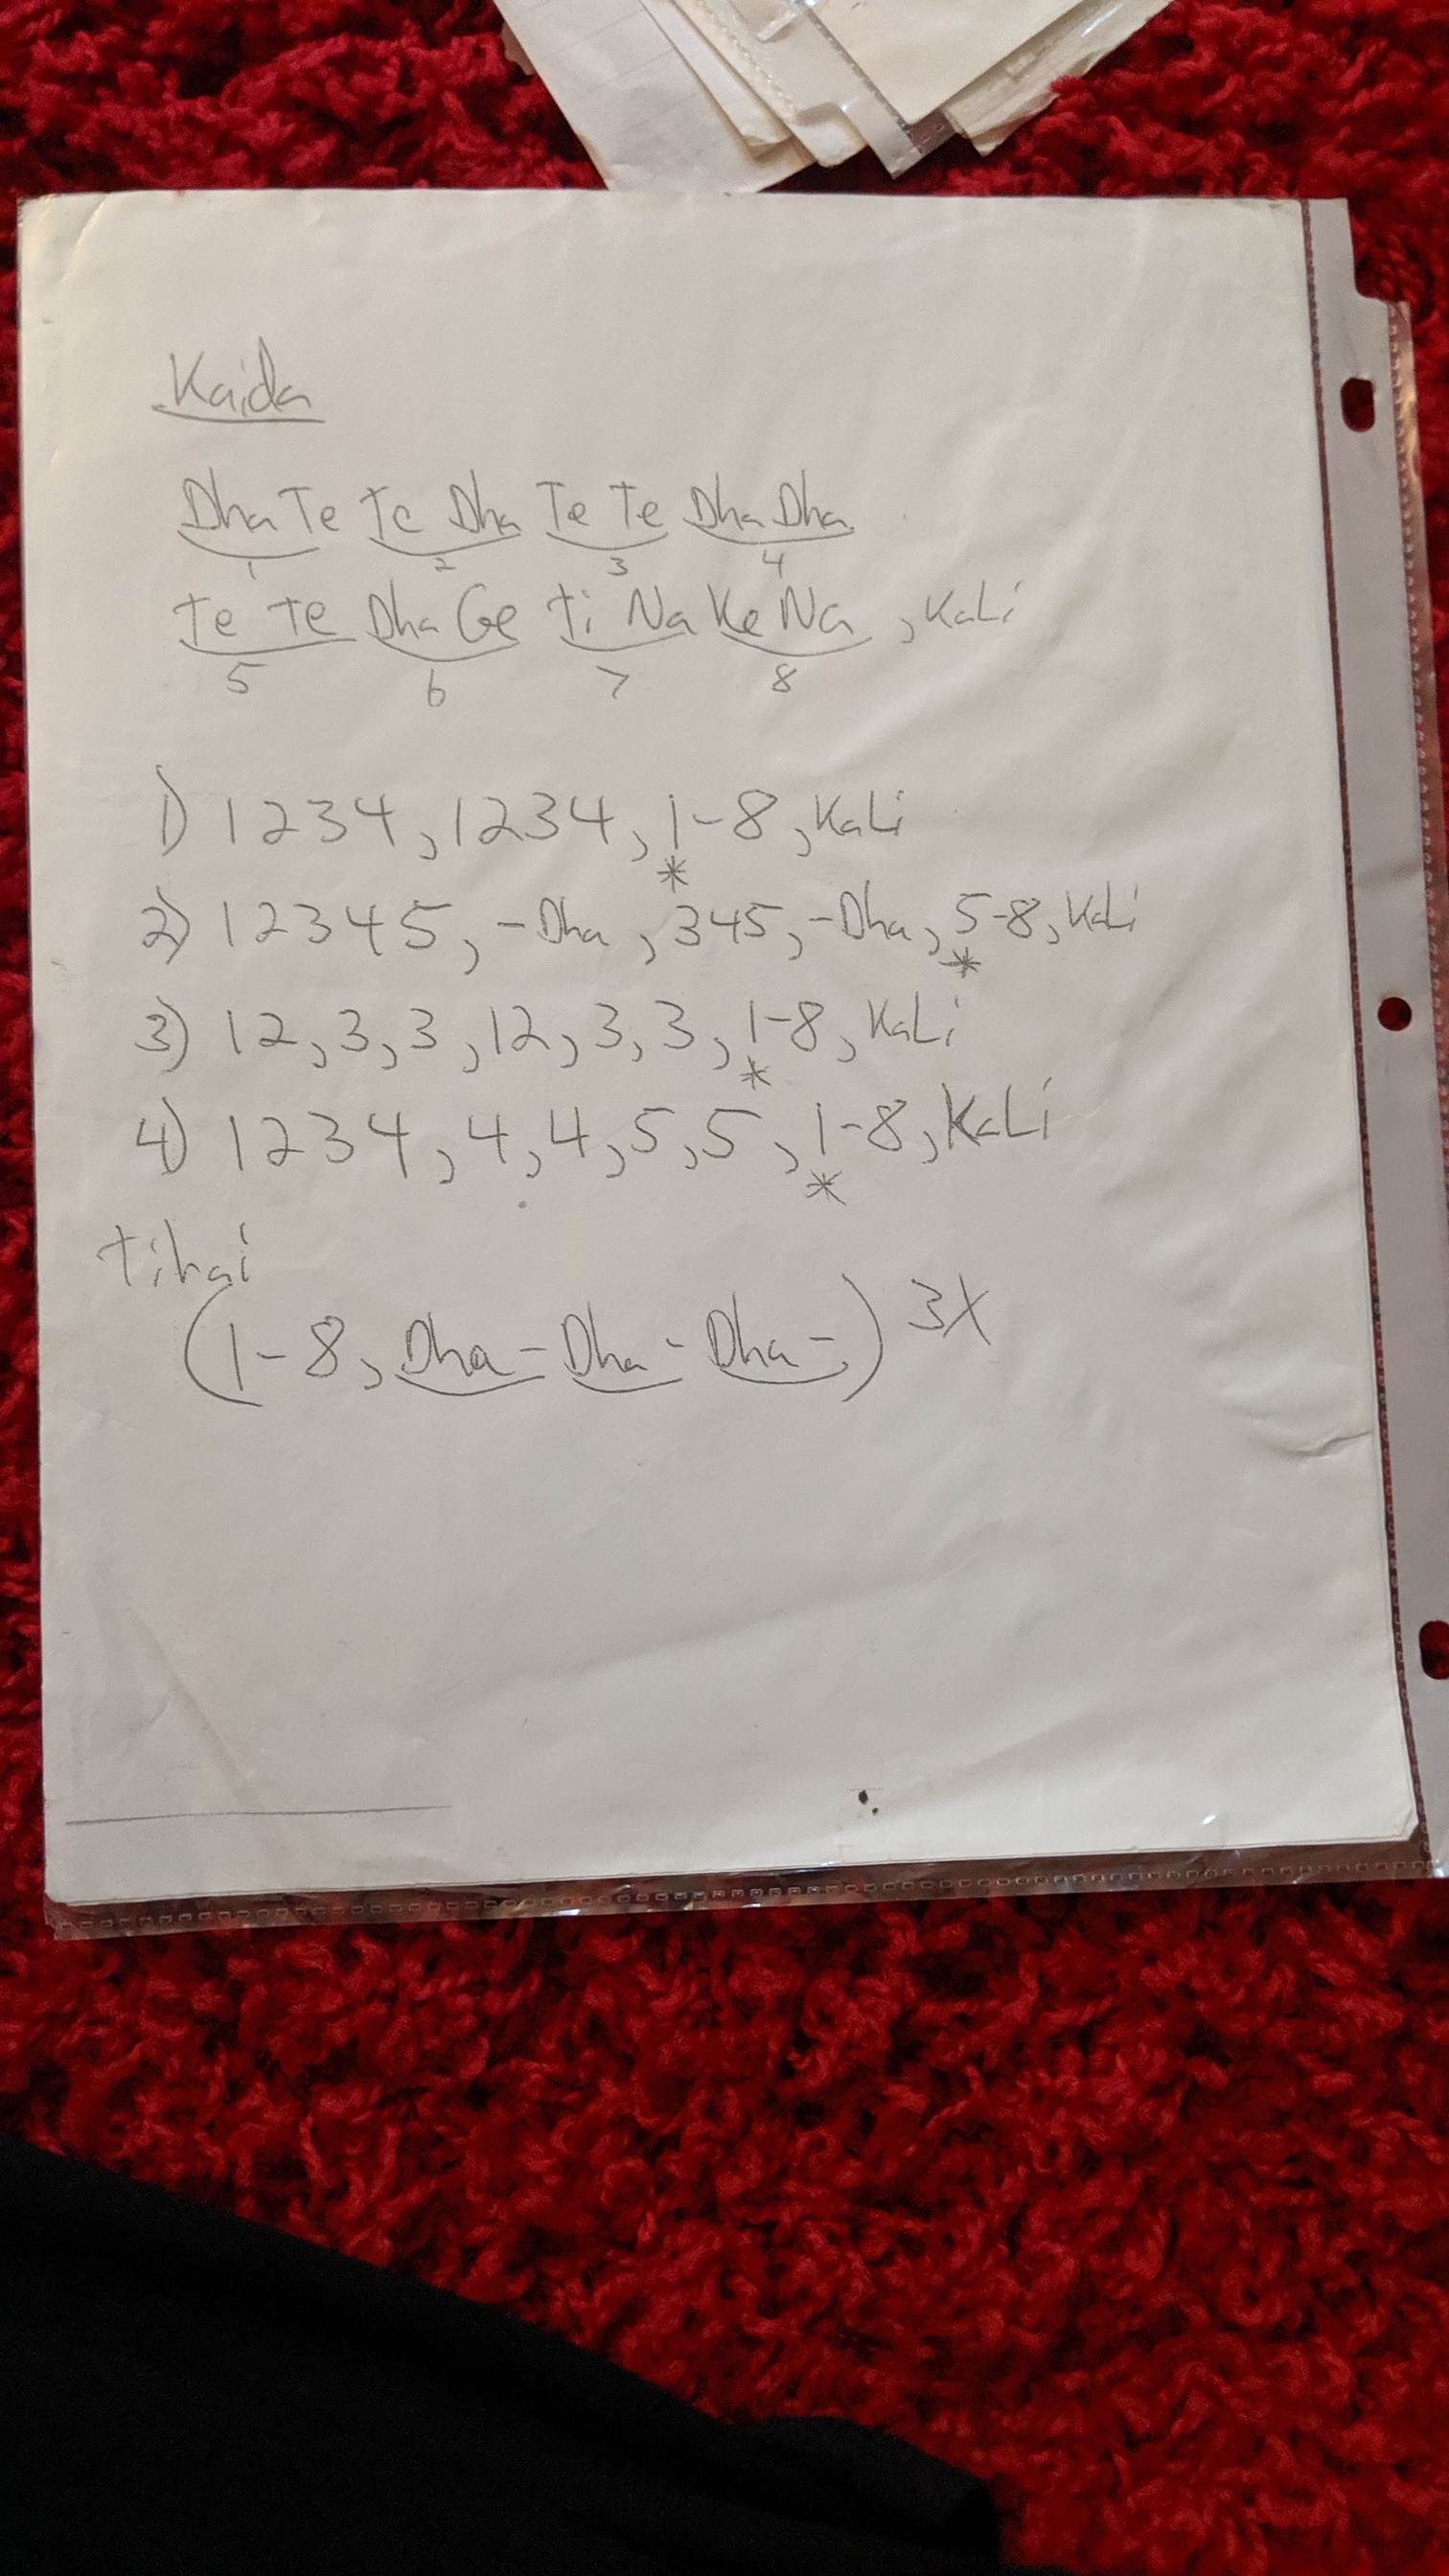 Kaida
Dha Te Te Dha Te Te Dha Dha
1 2 3 4
Te Te Dha Ge ti Na Ke Na , KaLi
5 6 7 8
1) 1234, 1234, 1-8, KaLi
*
2) 12345, -Dha, 345, -Dha, 5-8, KaLi
*
3) 12, 3, 3, 12, 3, 3, 1-8, KaLi
*
4) 1234, 4, 4, 5, 5, 1-8, KaLi
*
tihai
(1-8, Dha - Dha - Dha -,) 3X